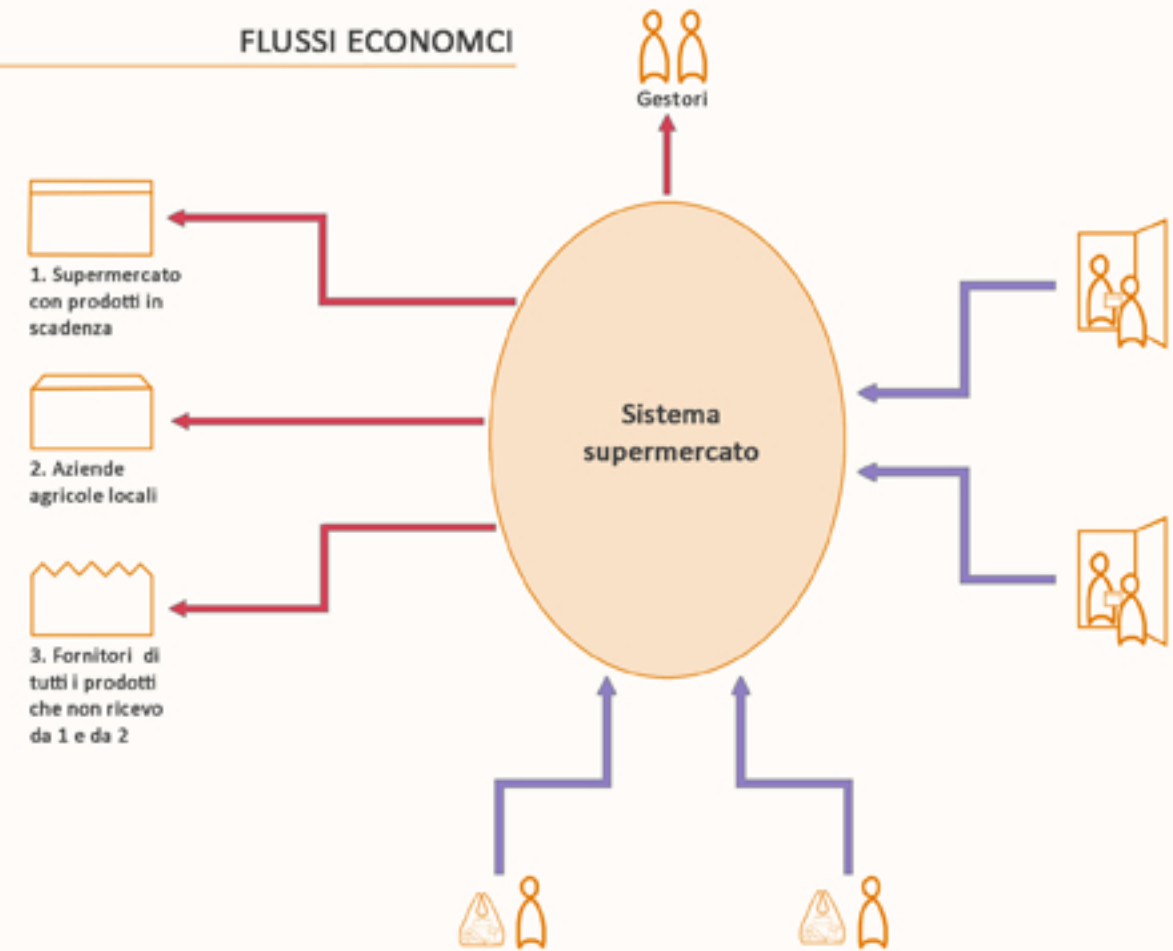 FLUSSI ECONOMCI
Gestori
1. Supermercato
con prodotti in
scadenza
2. Aziende
agricole locali
3. Fornitori di
tutti i prodotti
che non ricevo
da 1 e da 2
Sistema
supermercato